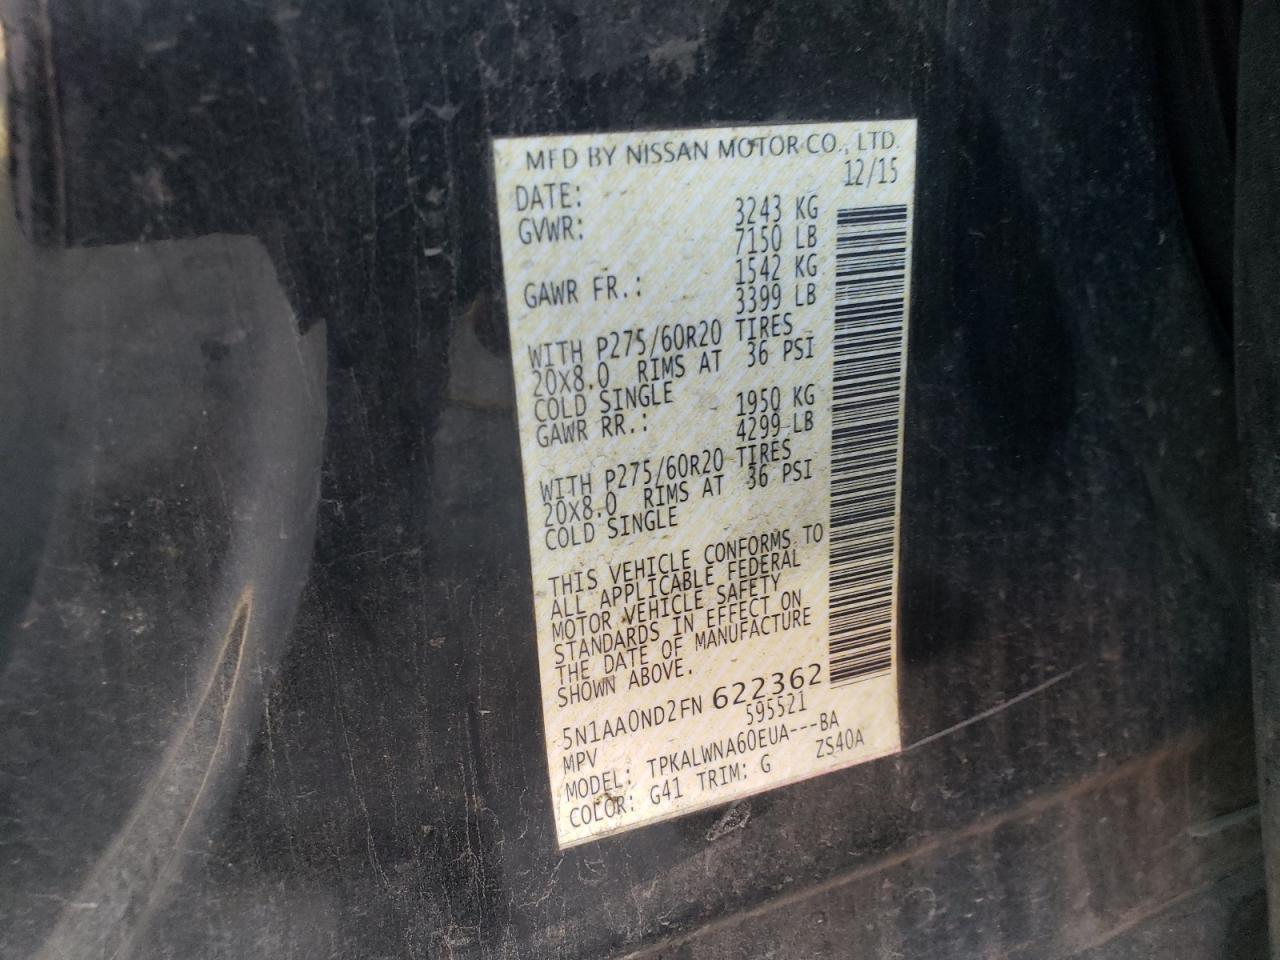 MFD BY NISSAN MOTOR CO., LTD.
DATE: 12/15
GVWR: 3243 KG
7150 LB
GAWR FR.: 1542 KG
3399 LB
WITH P275/60R20 TIRES
20X8.0 RIMS AT 36 PSI
COLD SINGLE
GAWR RR.: 1950 KG
4299 LB
WITH P275/60R20 TIRES
20X8.0 RIMS AT 36 PSI
COLD SINGLE
THIS VEHICLE CONFORMS TO
ALL APPLICABLE FEDERAL
MOTOR VEHICLE SAFETY
STANDARDS IN EFFECT ON
THE DATE OF MANUFACTURE
SHOWN ABOVE.
5N1AA0ND2FN 622362
MPV 595521
MODEL: TPKALWNA60EUA---BA
COLOR: G41 TRIM: G ZS40A